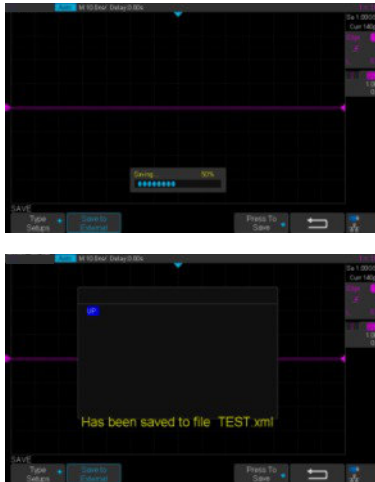 Auto M 10.0ns/ Delay:0.00s
Saving... 50%
SAVE
Type
Setups
Save to
External
Press To
Save
M 10.0ns/ Delay:0.00s
UP
Has been saved to file TEST.xml
SAVE
Type
Setups
Save to
External
Press To
Save